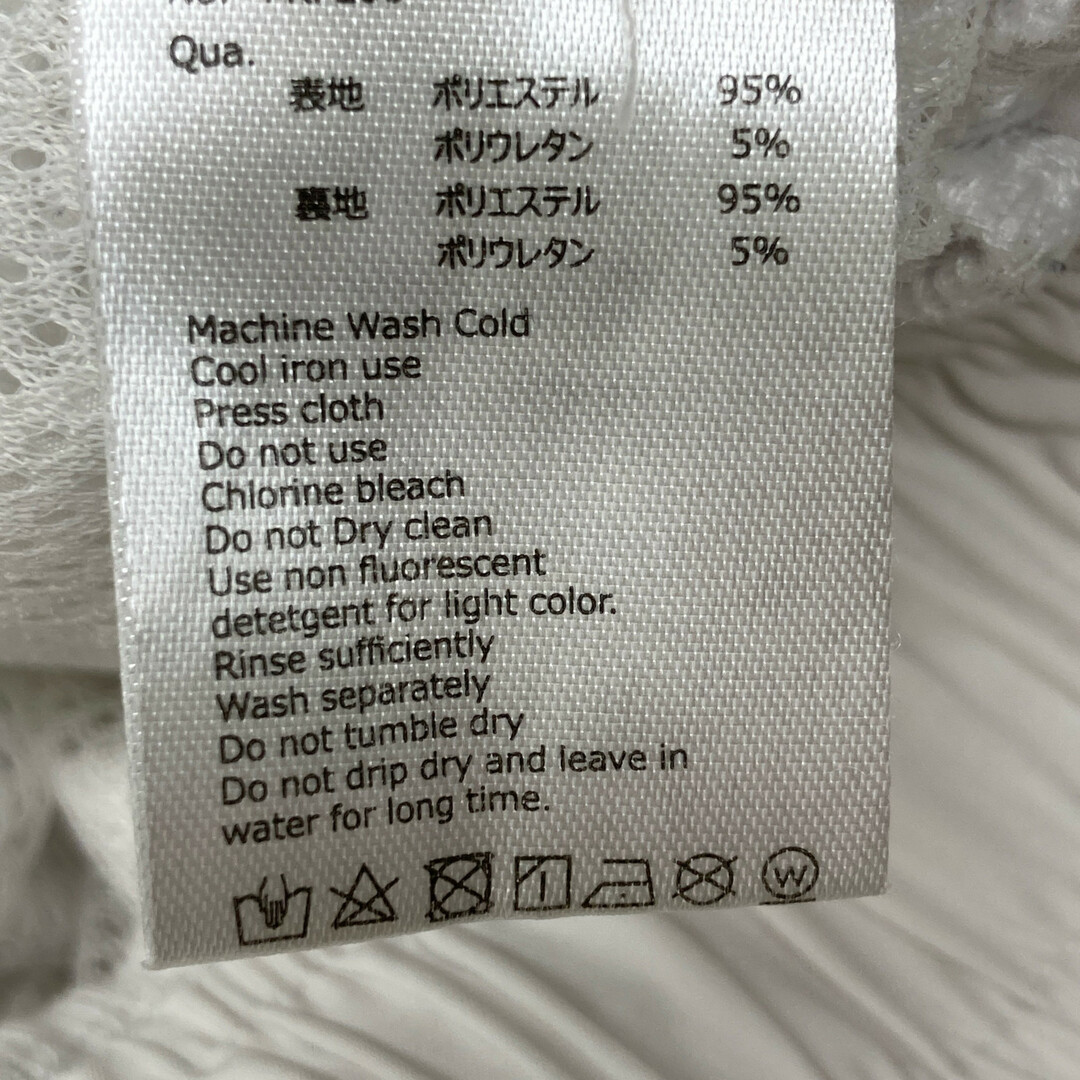 Qua.
表地 ポリエステル 95%
ポリウレタン 5%
裏地 ポリエステル 95%
ポリウレタン 5%
Machine Wash Cold
Cool iron use
Press cloth
Do not use
Chlorine bleach
Do not Dry clean
Use non fluorescent
detetgent for light color.
Rinse sufficiently
Wash separately
Do not tumble dry
Do not drip dry and leave in
water for long time.
W